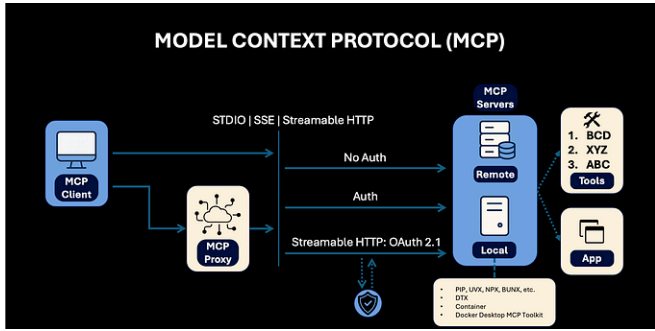 MODEL CONTEXT PROTOCOL (MCP)
STDIO | SSE | Streamable HTTP
MCP
Client
MCP
Proxy
No Auth
Auth
Streamable HTTP: OAuth 2.1
MCP
Servers
Remote
Local
1. BCD
2. XYZ
3. ABC
Tools
App
• PIP, UVX, NPX, BUNX, etc.
• DTX
• Container
• Docker Desktop MCP Toolkit